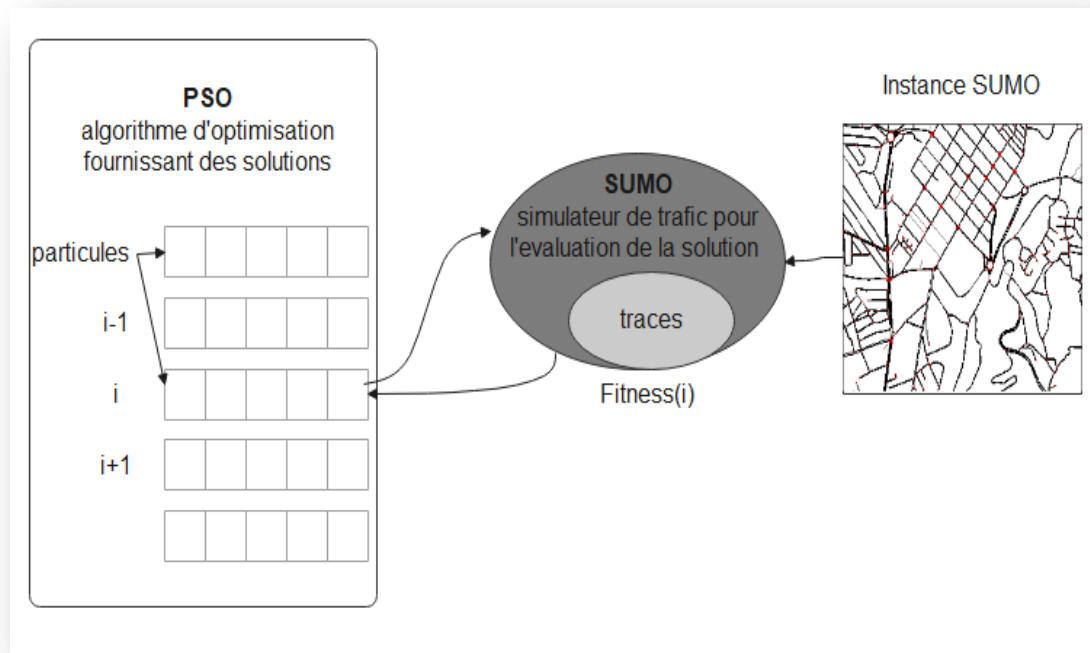 PSO
algorithme d'optimisation
fournissant des solutions
particules
i-1
i
i+1
SUMO
simulateur de trafic pour
l'evaluation de la solution
traces
Fitness(i)
Instance SUMO